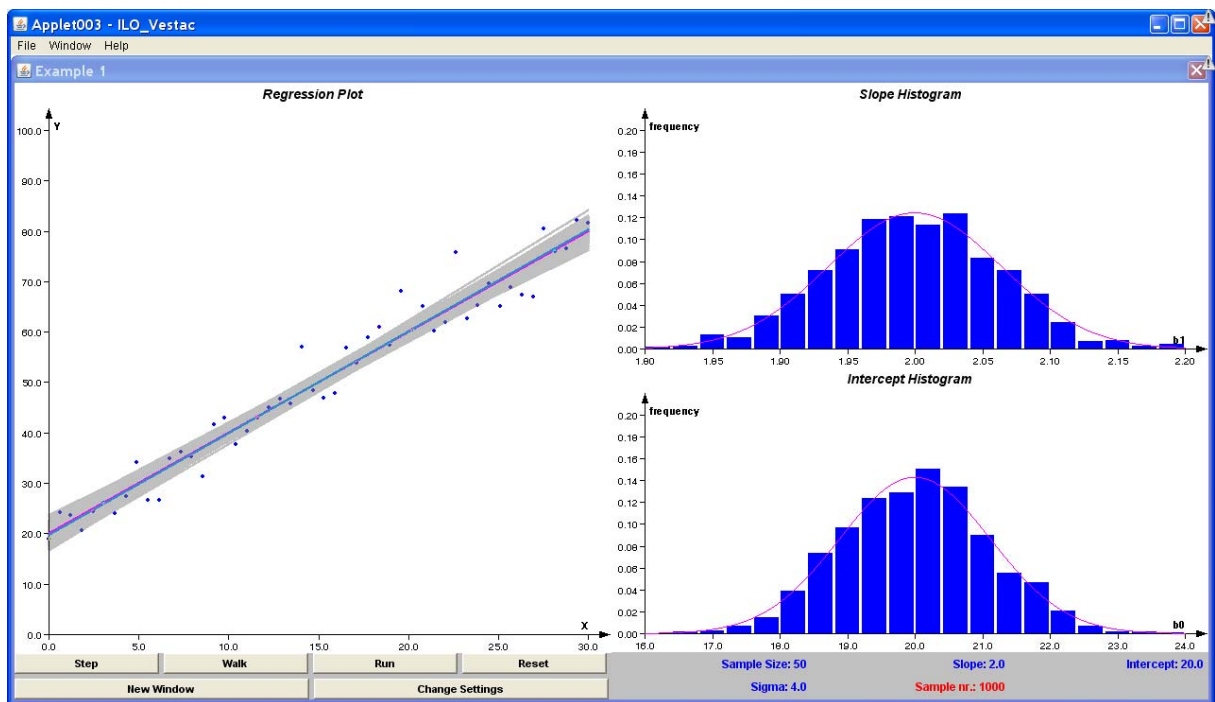 Applet003 - ILO_Vestac
File Window Help
Example 1
Regression Plot
Y
100.0
90.0
80.0
70.0
60.0
50.0
40.0
30.0
20.0
10.0
0.0
0.0 5.0 10.0 15.0 20.0 25.0 30.0
X
Slope Histogram
frequency
0.20
0.18
0.16
0.14
0.12
0.10
0.08
0.06
0.04
0.02
0.00
b1
1.80 1.85 1.90 1.95 2.00 2.05 2.10 2.15 2.20
Intercept Histogram
frequency
0.20
0.18
0.16
0.14
0.12
0.10
0.08
0.06
0.04
0.02
0.00
b0
16.0 17.0 18.0 19.0 20.0 21.0 22.0 23.0 24.0
Step Walk Run Reset
New Window Change Settings
Sample Size: 50 Slope: 2.0 Intercept: 20.0
Sigma: 4.0 Sample nr.: 1000